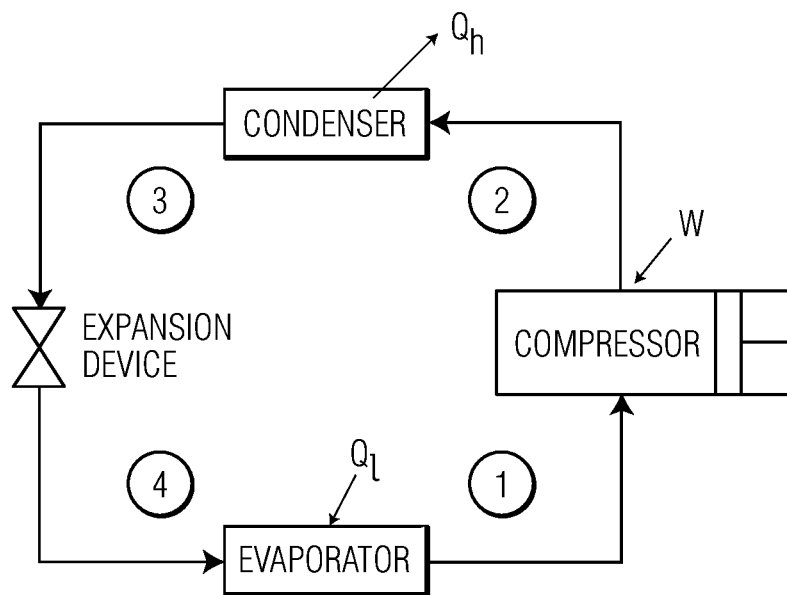 Qh
CONDENSER
3
2
W
EXPANSION
DEVICE
COMPRESSOR
4
Ql
1
EVAPORATOR